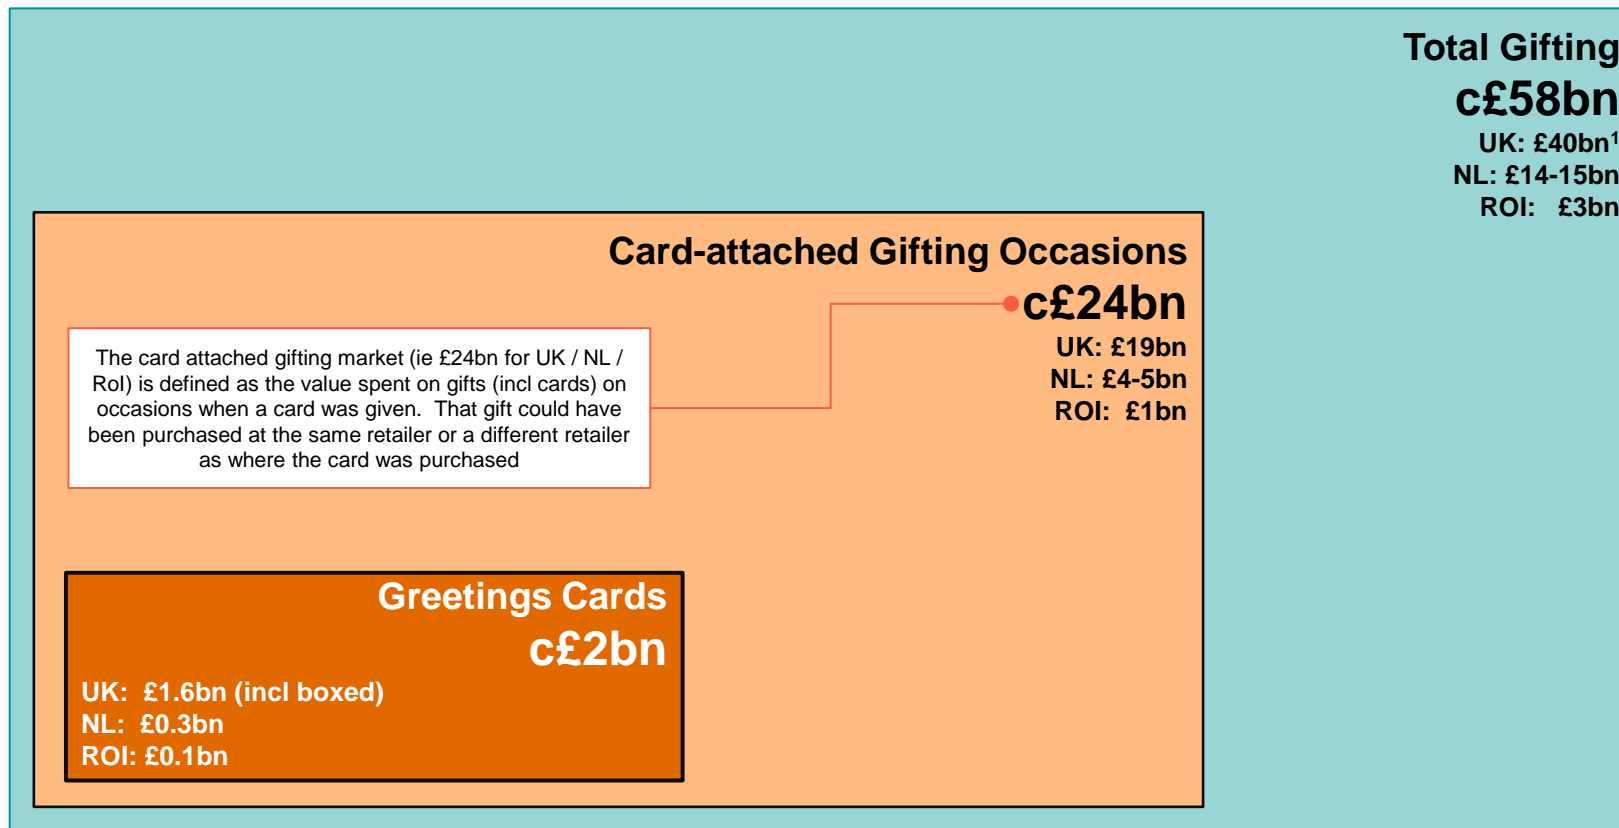 Total Gifting
c£58bn
UK: £40bn¹
NL: £14-15bn
ROI: £3bn
Card-attached Gifting Occasions
c£24bn
UK: £19bn
NL: £4-5bn
ROI: £1bn
The card attached gifting market (ie £24bn for UK / NL /
RoI) is defined as the value spent on gifts (incl cards) on
occasions when a card was given. That gift could have
been purchased at the same retailer or a different retailer
as where the card was purchased
Greetings Cards
c£2bn
UK: £1.6bn (incl boxed)
NL: £0.3bn
ROI: £0.1bn